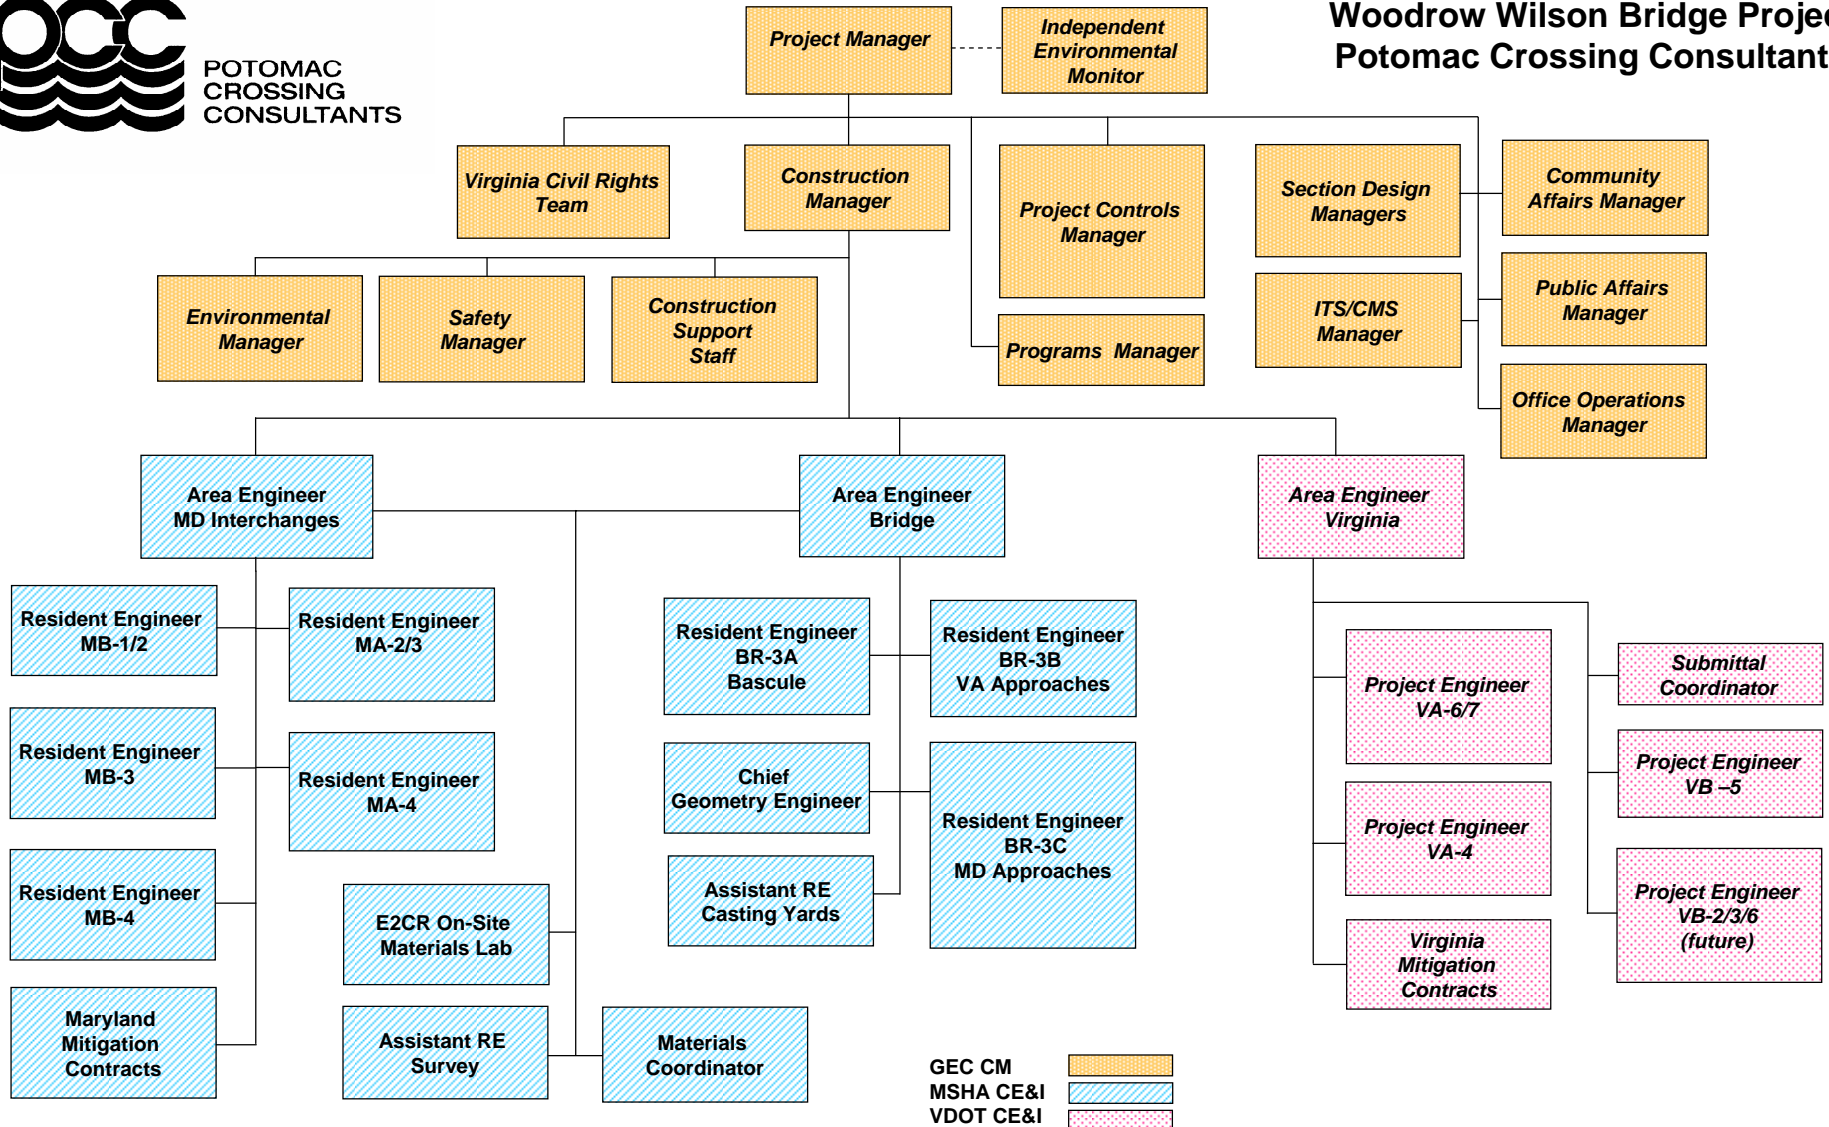 PCC
POTOMAC
CROSSING
CONSULTANTS
Woodrow Wilson Bridge Projec
Potomac Crossing Consultant
Project Manager
Independent
Environmental
Monitor
Virginia Civil Rights
Team
Construction
Manager
Project Controls
Manager
Section Design
Managers
Community
Affairs Manager
Environmental
Manager
Safety
Manager
Construction
Support
Staff
Programs Manager
ITS/CMS
Manager
Public Affairs
Manager
Office Operations
Manager
Area Engineer
MD Interchanges
Area Engineer
Bridge
Area Engineer
Virginia
Resident Engineer
MB-1/2
Resident Engineer
MA-2/3
Resident Engineer
MB-3
Resident Engineer
MA-4
Resident Engineer
MB-4
Maryland
Mitigation
Contracts
E2CR On-Site
Materials Lab
Assistant RE
Survey
Materials
Coordinator
Resident Engineer
BR-3A
Bascule
Resident Engineer
BR-3B
VA Approaches
Chief
Geometry Engineer
Resident Engineer
BR-3C
MD Approaches
Assistant RE
Casting Yards
Project Engineer
VA-6/7
Submittal
Coordinator
Project Engineer
VB –5
Project Engineer
VA-4
Project Engineer
VB-2/3/6
(future)
Virginia
Mitigation
Contracts
GEC CM
MSHA CE&I
VDOT CE&I